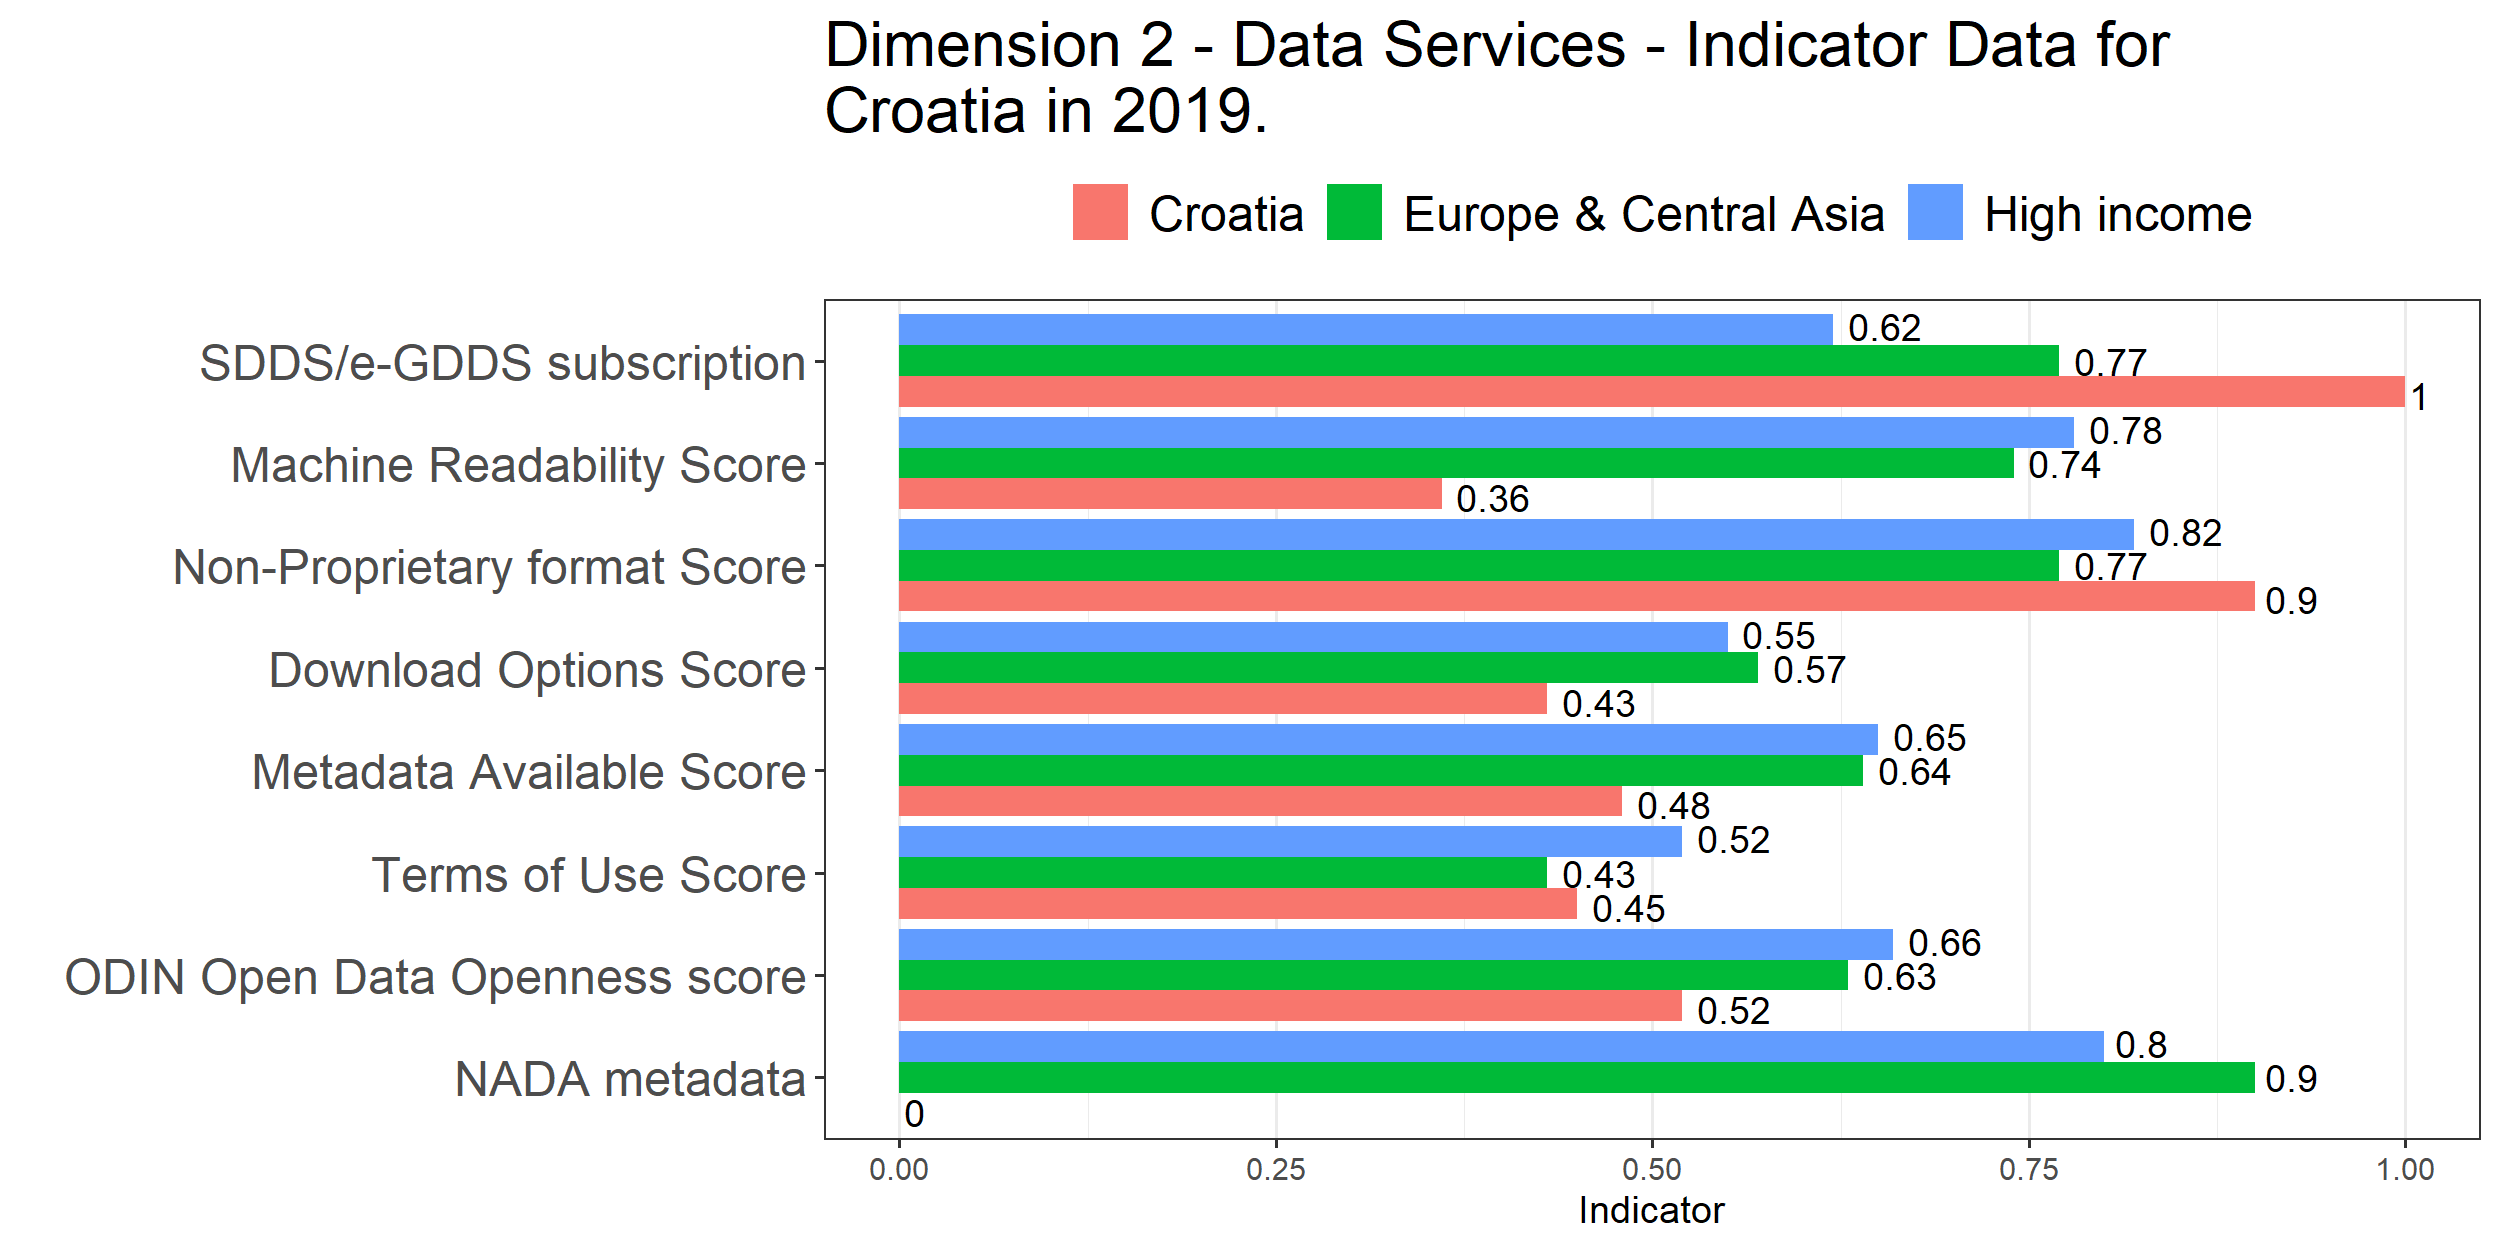 Dimension 2 - Data Services - Indicator Data for
Croatia in 2019.
Croatia
Europe & Central Asia
High income
SDDS/e-GDDS subscription
0.62
0.77
1
Machine Readability Score
0.78
0.74
0.36
Non-Proprietary format Score
0.82
0.77
0.9
Download Options Score
0.55
0.57
0.43
Metadata Available Score
0.65
0.64
0.48
Terms of Use Score
0.52
0.43
0.45
ODIN Open Data Openness score
0.66
0.63
0.52
NADA metadata
0.8
0.9
0
0.00 0.25 0.50 0.75 1.00
Indicator